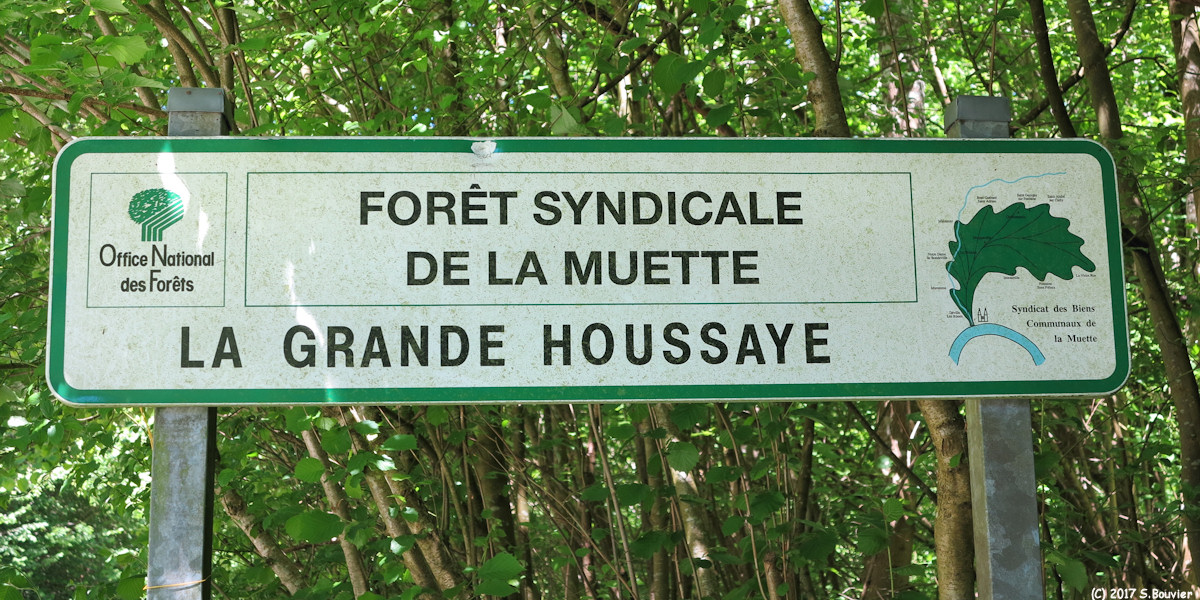 Office National
des Forêts
FORÊT SYNDICALE
DE LA MUETTE
LA GRANDE HOUSSAYE
Syndicat des Biens
Communaux de
la Muette
(C) 2017 S.Bouvier